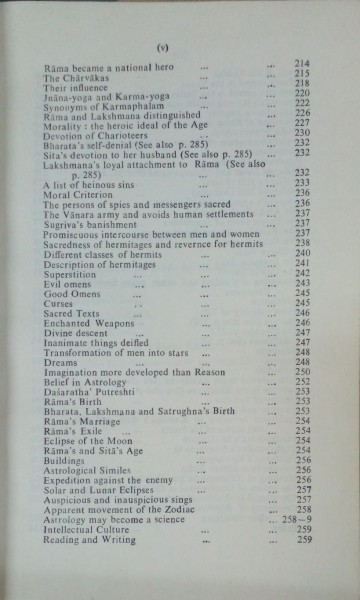 (v)
Rāma became a national hero ... ... 214
The Chārvākas ... ... 215
Their influence ... ... 218
Jnāna-yoga and Karma-yoga ... ... 220
Synonyms of Karmaphalam ... ... 222
Rāma and Lakshmana distinguished ... 226
Morality : the heroic ideal of the Age ... ... 227
Devotion of Charioteers ... ... 230
Bharata's self-denial (See also p. 285) ... ... 232
Sita's devotion to her husband (See also p. 285) ... ... 232
Lakshmana's loyal attachment to Rāma (See also
p. 285) ... ... 232
A list of heinous sins ... ... 233
Moral Criterion ... ... 236
The persons of spies and messengers sacred ... ... 236
The Vānara army and avoids human settlements ... ... 237
Sugriva's banishment ... ... 237
Promiscuous intercourse between men and women 237
Sacredness of hermitages and revernce for hermits 238
Different classes of hermits ... ... 240
Description of hermitages ... ... 241
Superstition ... ... 242
Evil omens ... ... 243
Good Omens ... ... 245
Curses ... ... 245
Sacred Texts ... ... 246
Enchanted Weapons ... ... 246
Divine descent ... ... ... 247
Inanimate things deified ... ... 247
Transformation of men into stars ... ... 248
Dreams ... ... ... 248
Imagination more developed than Reason ... 250
Belief in Astrology ... ... 252
Daśaratha' Putreshti ... ... 253
Rāma's Birth ... ... 253
Bharata, Lakshmana and Satrughna's Birth ... ... 253
Rāma's Marriage ... ... 254
Rāma's Exile ... ... ... 254
Eclipse of the Moon ... ... 254
Rāma's and Sitā's Age ... ... 254
Buildings ... ... 256
Astrological Similes ... ... 256
Expedition against the enemy ... ... 256
Solar and Lunar Eclipses ... ... 257
Auspicious and inauspicious sings ... 257
Apparent movement of the Zodiac ... 258
Astrology may become a science ... 258–9
Intellectual Culture ... ... 259
Reading and Writing ... ... 259